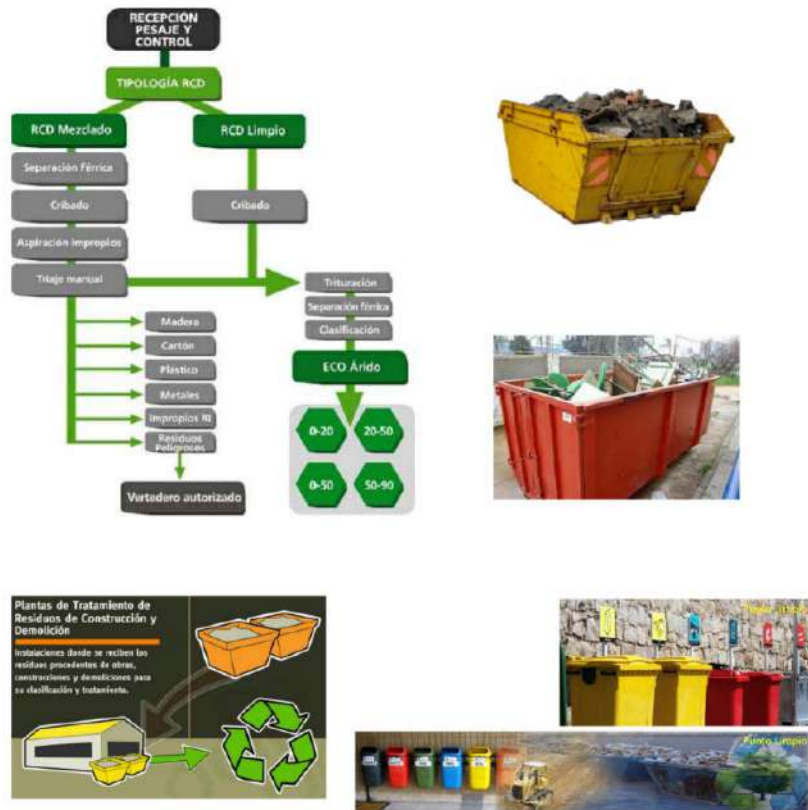 RECEPCIÓN
PESAJE Y
CONTROL
TIPOLOGÍA RCD
RCD Mezclado
RCD Limpio
Separación Férrica
Cribado
Cribado
Aspiración impropios
Triaje manual
Trituración
Separación férrica
Clasificación
Madera
Cartón
Plástico
Metales
Impropios RI
Residuos
Peligrosos
ECO Árido
0-20
20-50
0-50
50-90
Vertedero autorizado
Plantas de Tratamiento de
Residuos de Construcción y
Demolición
Instalaciones donde se reciben los
residuos procedentes de obras,
construcciones y demoliciones para
su clasificación y tratamiento.
Punto Limpio
Punto Limpio